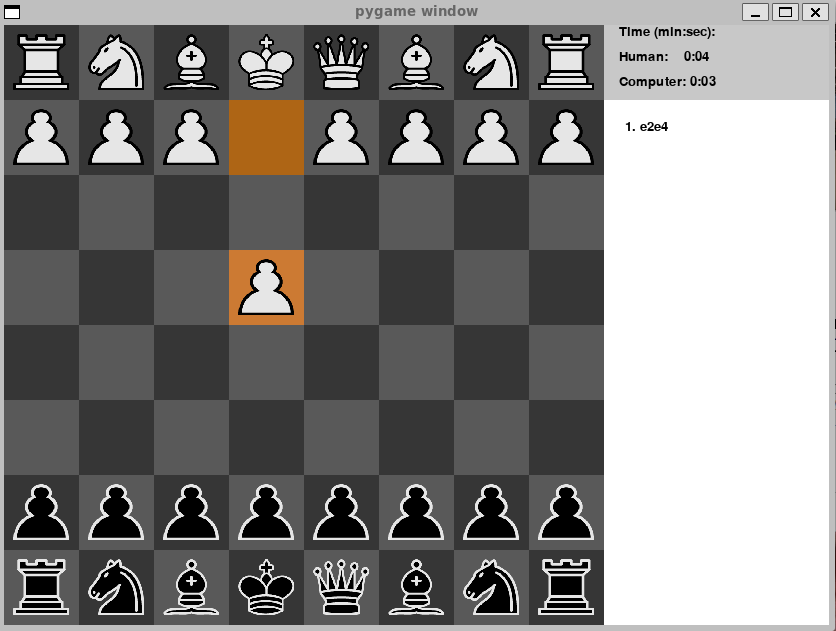 pygame window
Time (min:sec):
Human: 0:04
Computer: 0:03
1. e2e4